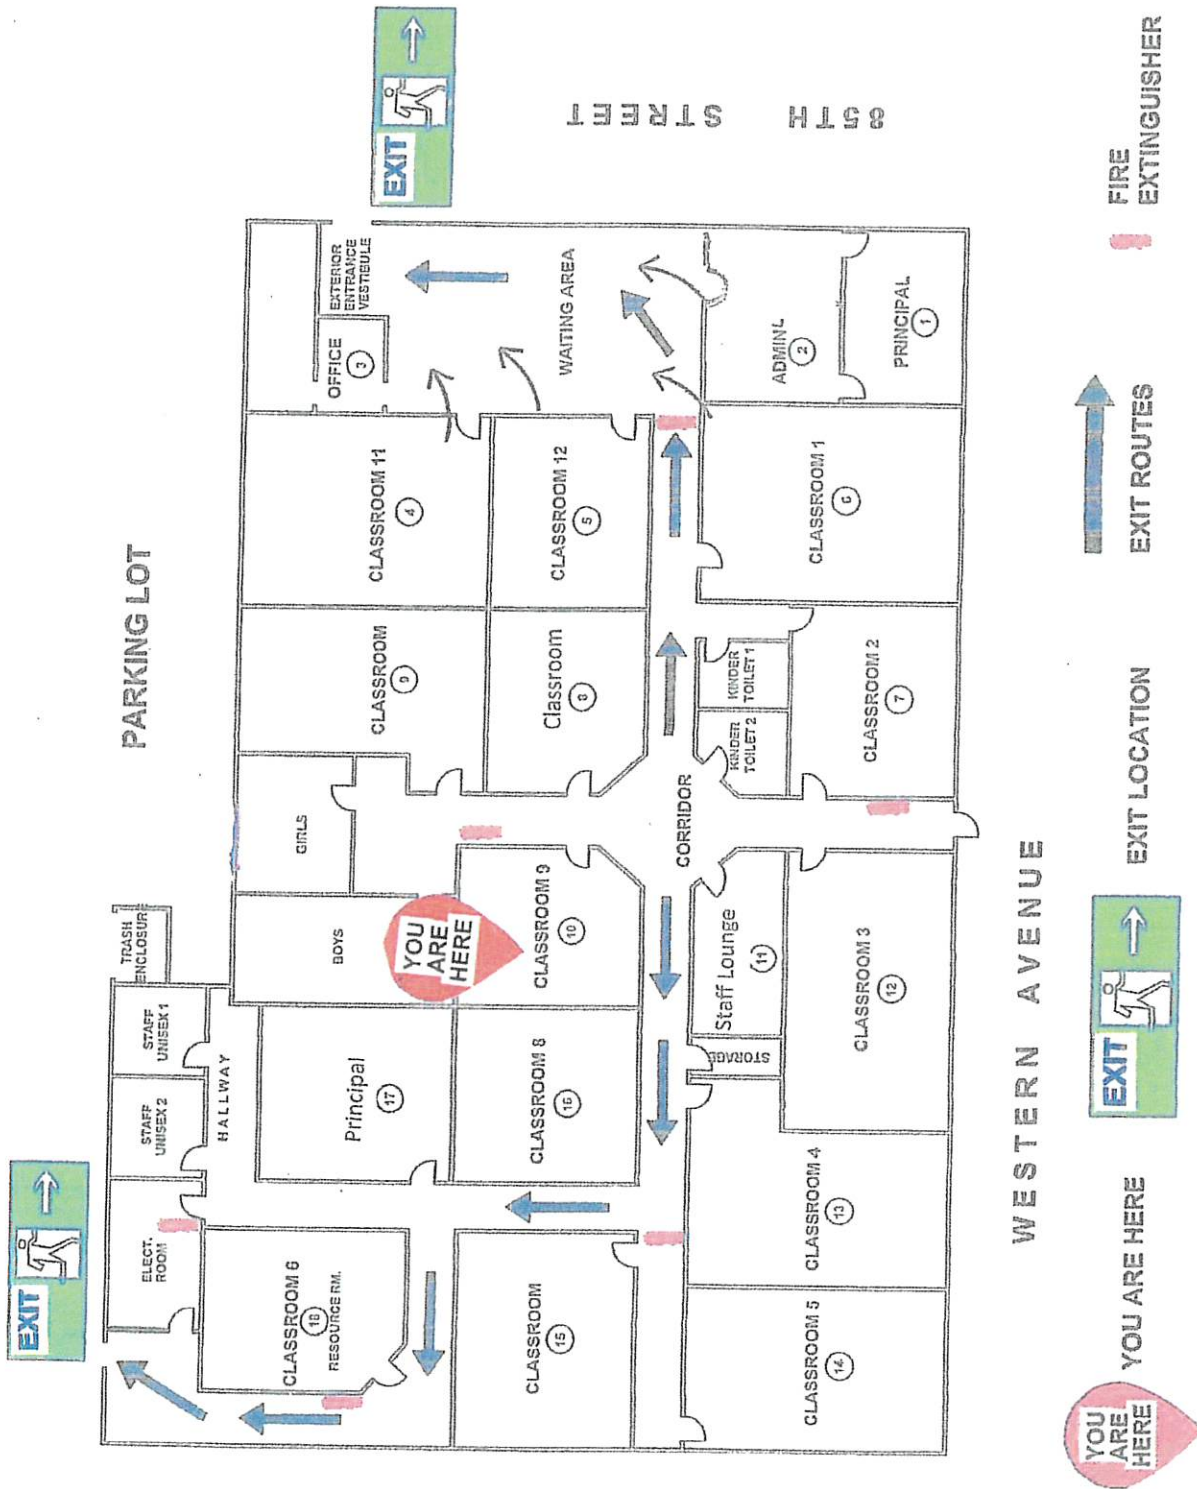 PARKING LOT
EXIT
EXIT
TRASH
ENCLOSURE
STAFF
UNISEX 1
STAFF
UNISEX 2
ELECT.
ROOM
HALLWAY
BOYS
GIRLS
YOU
ARE
HERE
CLASSROOM 6
18
RESOURCE RM.
Principal
17
CLASSROOM
9
CLASSROOM 11
4
OFFICE
3
EXTERIOR
ENTRANCE
VESTIBULE
CLASSROOM
15
CLASSROOM 8
16
CLASSROOM 9
10
Classroom
8
CLASSROOM 12
5
WAITING AREA
CORRIDOR
CLASSROOM 5
14
CLASSROOM 4
13
STORAGE
Staff Lounge
11
CLASSROOM 3
12
KINDER
TOILET 2
KINDER
TOILET 1
CLASSROOM 2
7
CLASSROOM 1
6
ADMIN'L
2
PRINCIPAL
1
85TH STREET
WESTERN AVENUE
YOU
ARE
HERE
YOU ARE HERE
EXIT
EXIT LOCATION
EXIT ROUTES
FIRE
EXTINGUISHER